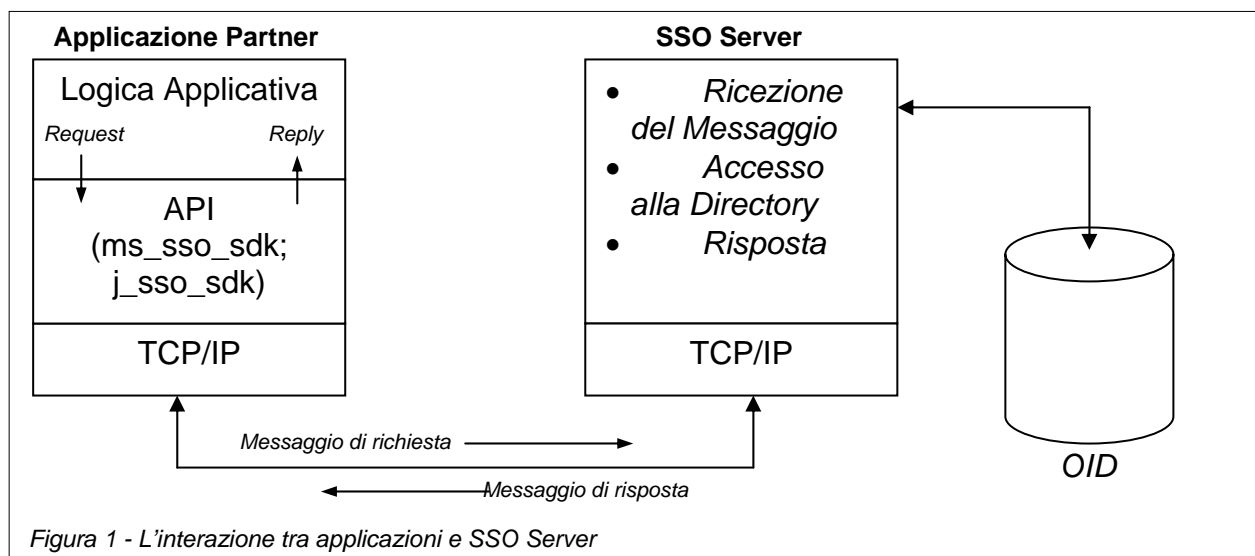 Applicazione Partner
SSO Server
Logica Applicativa
Request
Reply
API
(ms_sso_sdk;
j_sso_sdk)
TCP/IP
• Ricezione
del Messaggio
• Accesso
alla Directory
• Risposta
TCP/IP
OID
Messaggio di richiesta
Messaggio di risposta
Figura 1 - L'interazione tra applicazioni e SSO Server